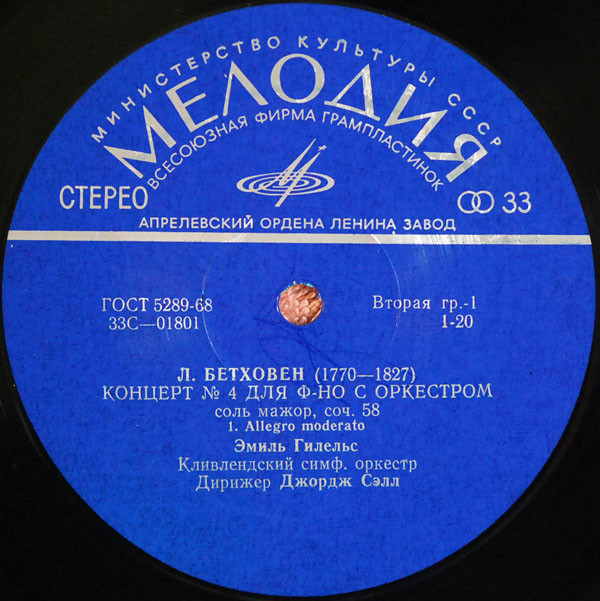 МИНИСТЕРСТВО КУЛЬТУРЫ СССР
МЕЛОДИЯ
ВСЕСОЮЗНАЯ ФИРМА ГРАМПЛАСТИНОК
СТЕРЕО
33
АПРЕЛЕВСКИЙ ОРДЕНА ЛЕНИНА ЗАВОД
ГОСТ 5289-68
33С—01801
Вторая гр.-1
1-20
Л. БЕТХОВЕН (1770—1827)
КОНЦЕРТ № 4 ДЛЯ Ф-НО С ОРКЕСТРОМ
соль мажор, соч. 58
1. Allegro moderato
Эмиль Гилельс
Кливлендский симф. оркестр
Дирижер Джордж Сэлл